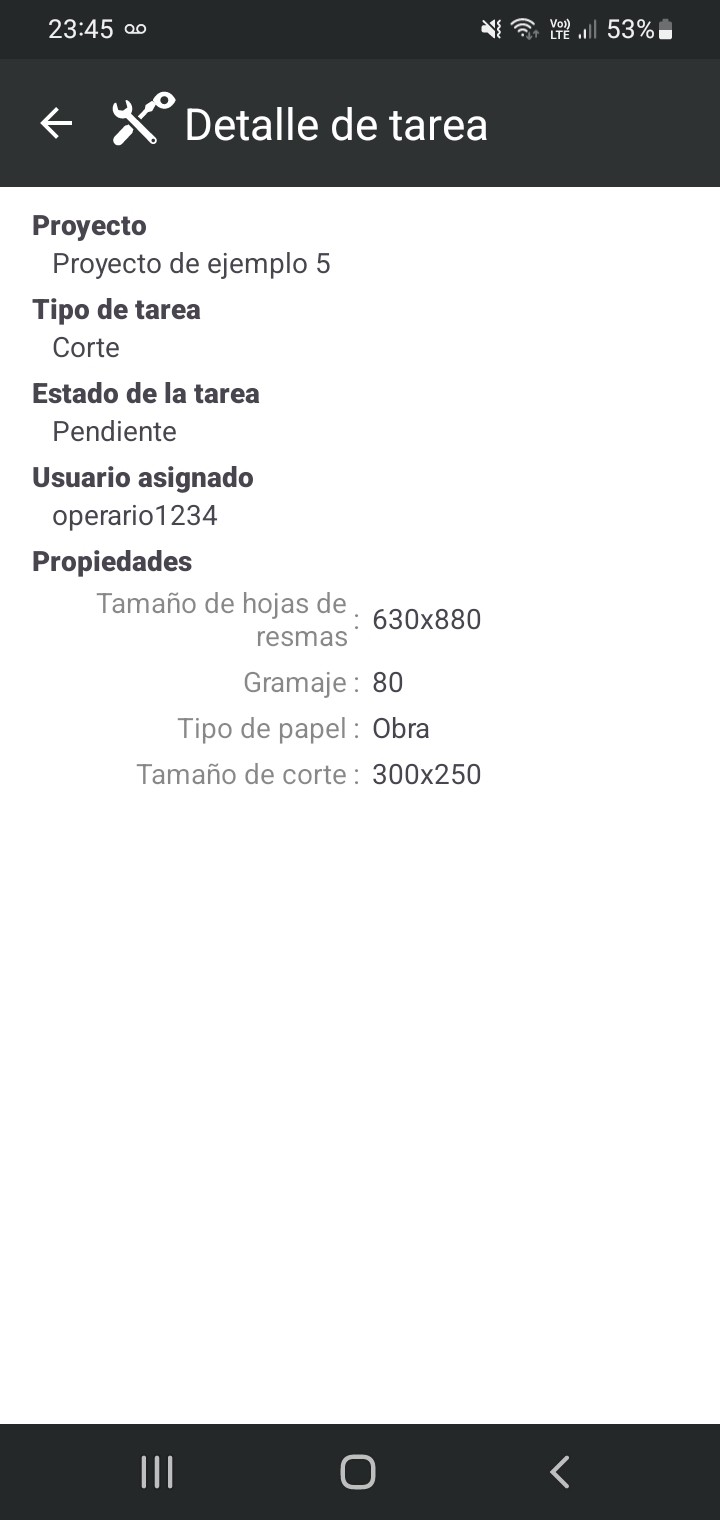 23:45
Vo))
LTE
53%
Detalle de tarea
Proyecto
Proyecto de ejemplo 5
Tipo de tarea
Corte
Estado de la tarea
Pendiente
Usuario asignado
operario1234
Propiedades
Tamaño de hojas de
resmas : 630x880
Gramaje : 80
Tipo de papel : Obra
Tamaño de corte : 300x250